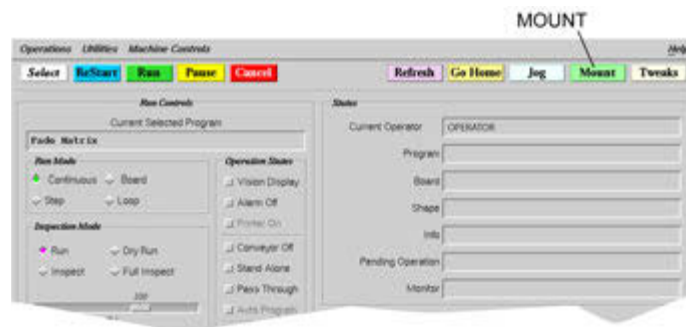 MOUNT
Operations Utilities Machine Controls Help
Select ReStart Run Pause Cancel Refresh Go Home Jog Mount Tweaks
Run Controls Status
Current Selected Program
Current Operator OPERATOR
Fado Matrix
Program
Run Mode Operation States
Continuous Board Vision Display
Board
Step Loop Alarm Off
Shape
Printer On
Inspection Mode
Info
Run Dry Run Conveyor Off
Inspect Full Inspect Stand Alone
Pending Operation
Pass Through
Monitor
100
Auto Program